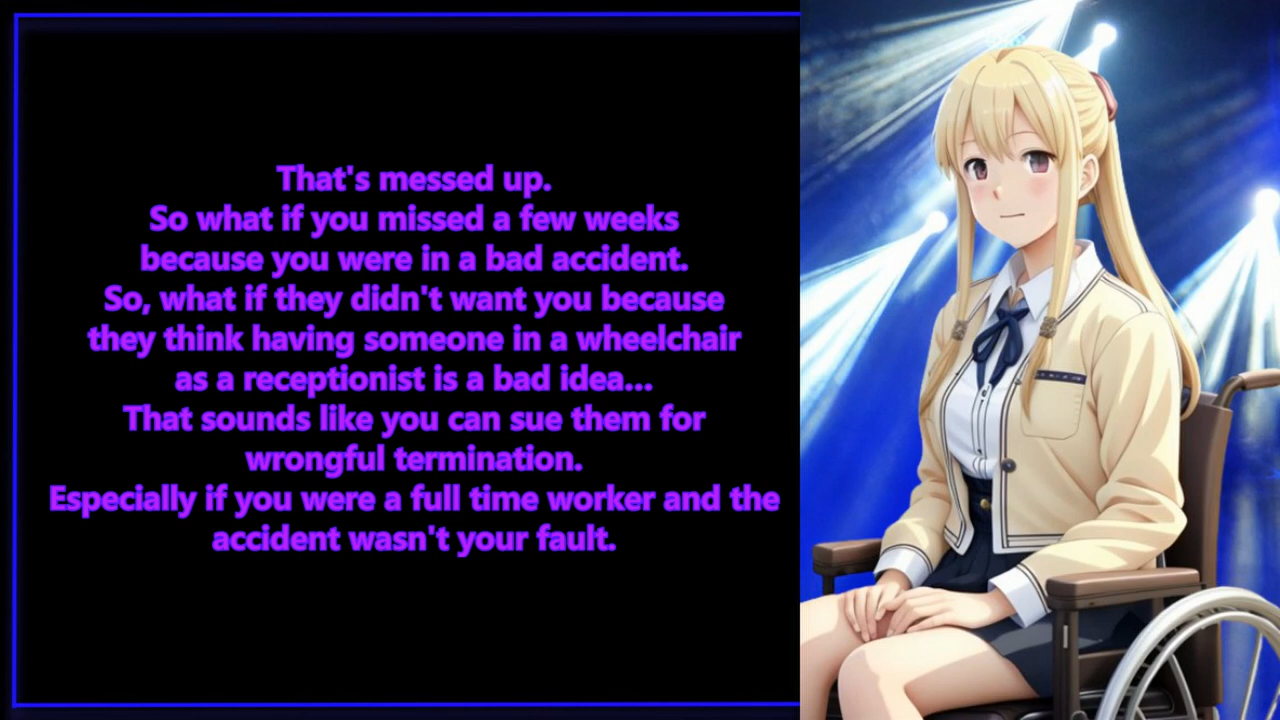 That's messed up.
So what if you missed a few weeks
because you were in a bad accident.
So, what if they didn't want you because
they think having someone in a wheelchair
as a receptionist is a bad idea...
That sounds like you can sue them for
wrongful termination.
Especially if you were a full time worker and the
accident wasn't your fault.